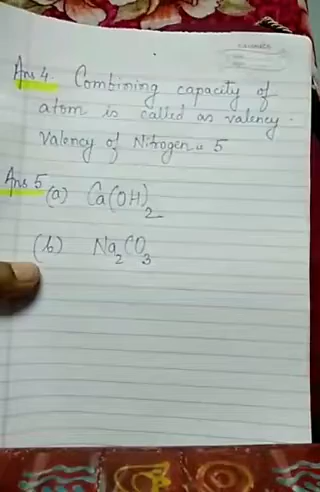 Ans 4. Combining capacity of
atom is called as valency.
Valency of Nitrogen is 5
Ans 5 (a) Ca(OH)2
(b) Na2CO3